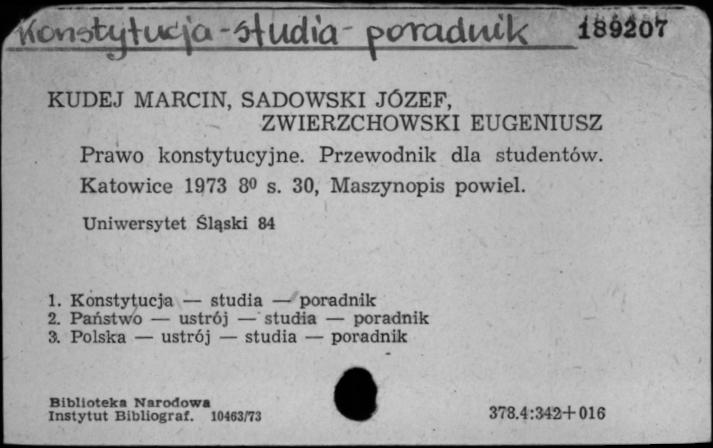 Konstytucja - studia - poradnik 189207
KUDEJ MARCIN, SADOWSKI JÓZEF,
ZWIERZCHOWSKI EUGENIUSZ
Prawo konstytucyjne. Przewodnik dla studentów.
Katowice 1973 8⁰ s. 30, Maszynopis powiel.
Uniwersytet Śląski 84
1. Konstytucja — studia — poradnik
2. Państwo — ustrój — studia — poradnik
3. Polska — ustrój — studia — poradnik
Biblioteka Narodowa
Instytut Bibliograf. 10463/73 378.4:342+016